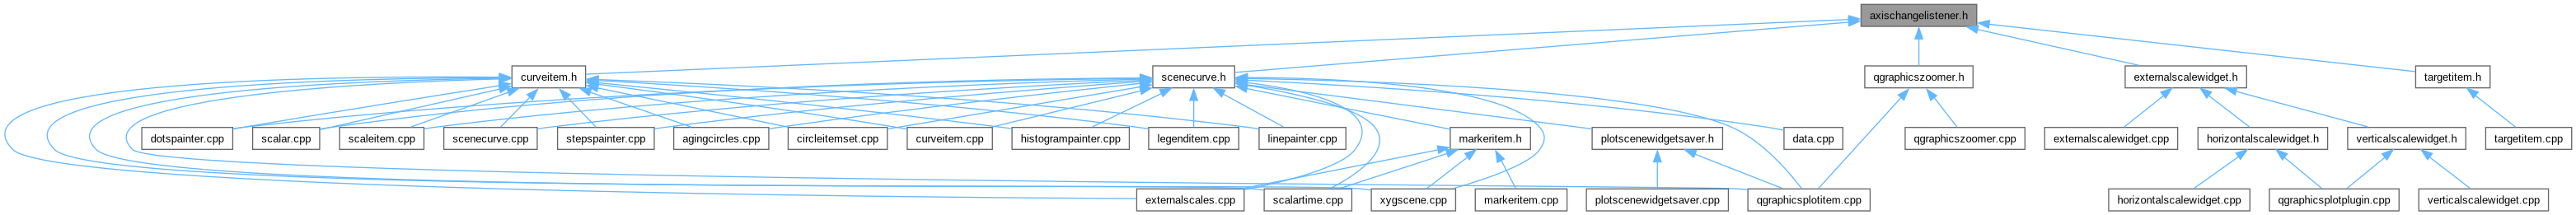 axischangelistener.h
curveitem.h
scenecurve.h
qgraphicszoomer.h
externalscalewidget.h
targetitem.h
dotspainter.cpp
scalar.cpp
scaleitem.cpp
scenecurve.cpp
stepspainter.cpp
agingcircles.cpp
circleitemset.cpp
curveitem.cpp
histogrampainter.cpp
legenditem.cpp
linepainter.cpp
markeritem.h
plotscenewidgetsaver.h
data.cpp
qgraphicszoomer.cpp
externalscalewidget.cpp
horizontalscalewidget.h
verticalscalewidget.h
targetitem.cpp
externalscales.cpp
scalartime.cpp
xygscene.cpp
markeritem.cpp
plotscenewidgetsaver.cpp
qgraphicsplotitem.cpp
horizontalscalewidget.cpp
qgraphicsplotplugin.cpp
verticalscalewidget.cpp